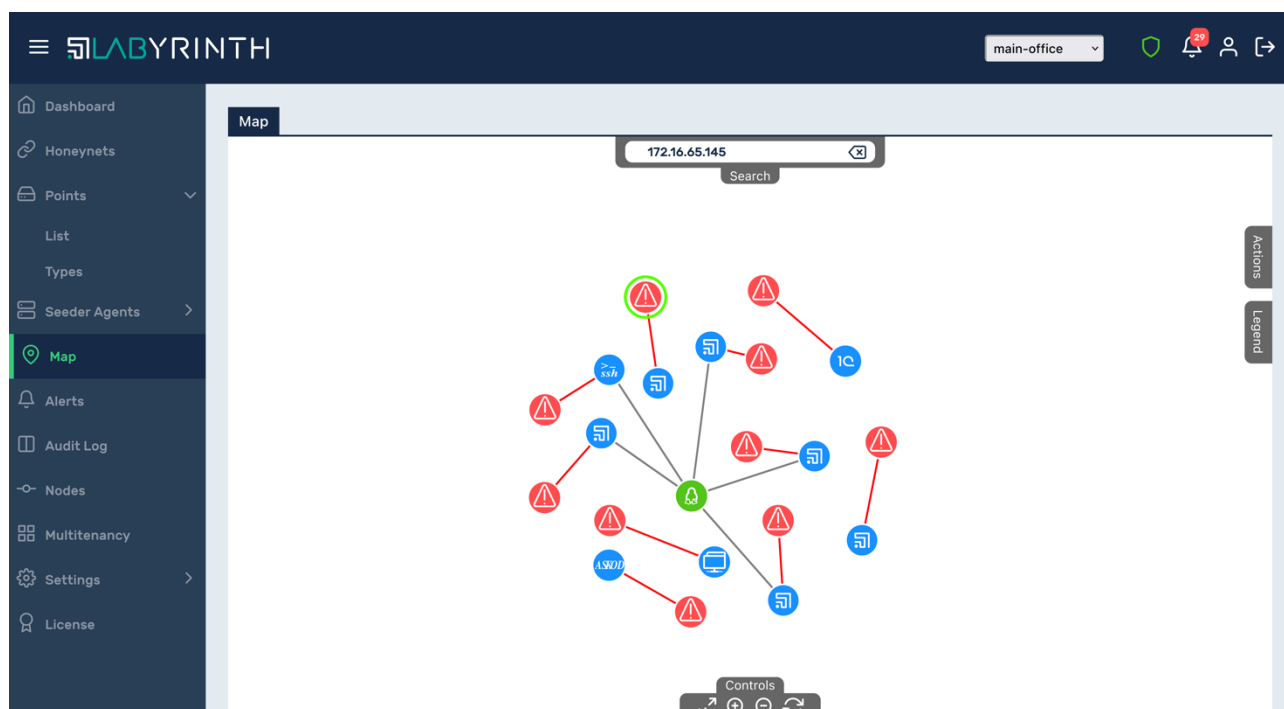 LABYRINTH
main-office
29
Dashboard
Honeynets
Points
List
Types
Seeder Agents
Map
Alerts
Audit Log
Nodes
Multitenancy
Settings
License
Map
172.16.65.145
Search
Actions
Legend
>_
ssh
1C
ASKOD
Controls